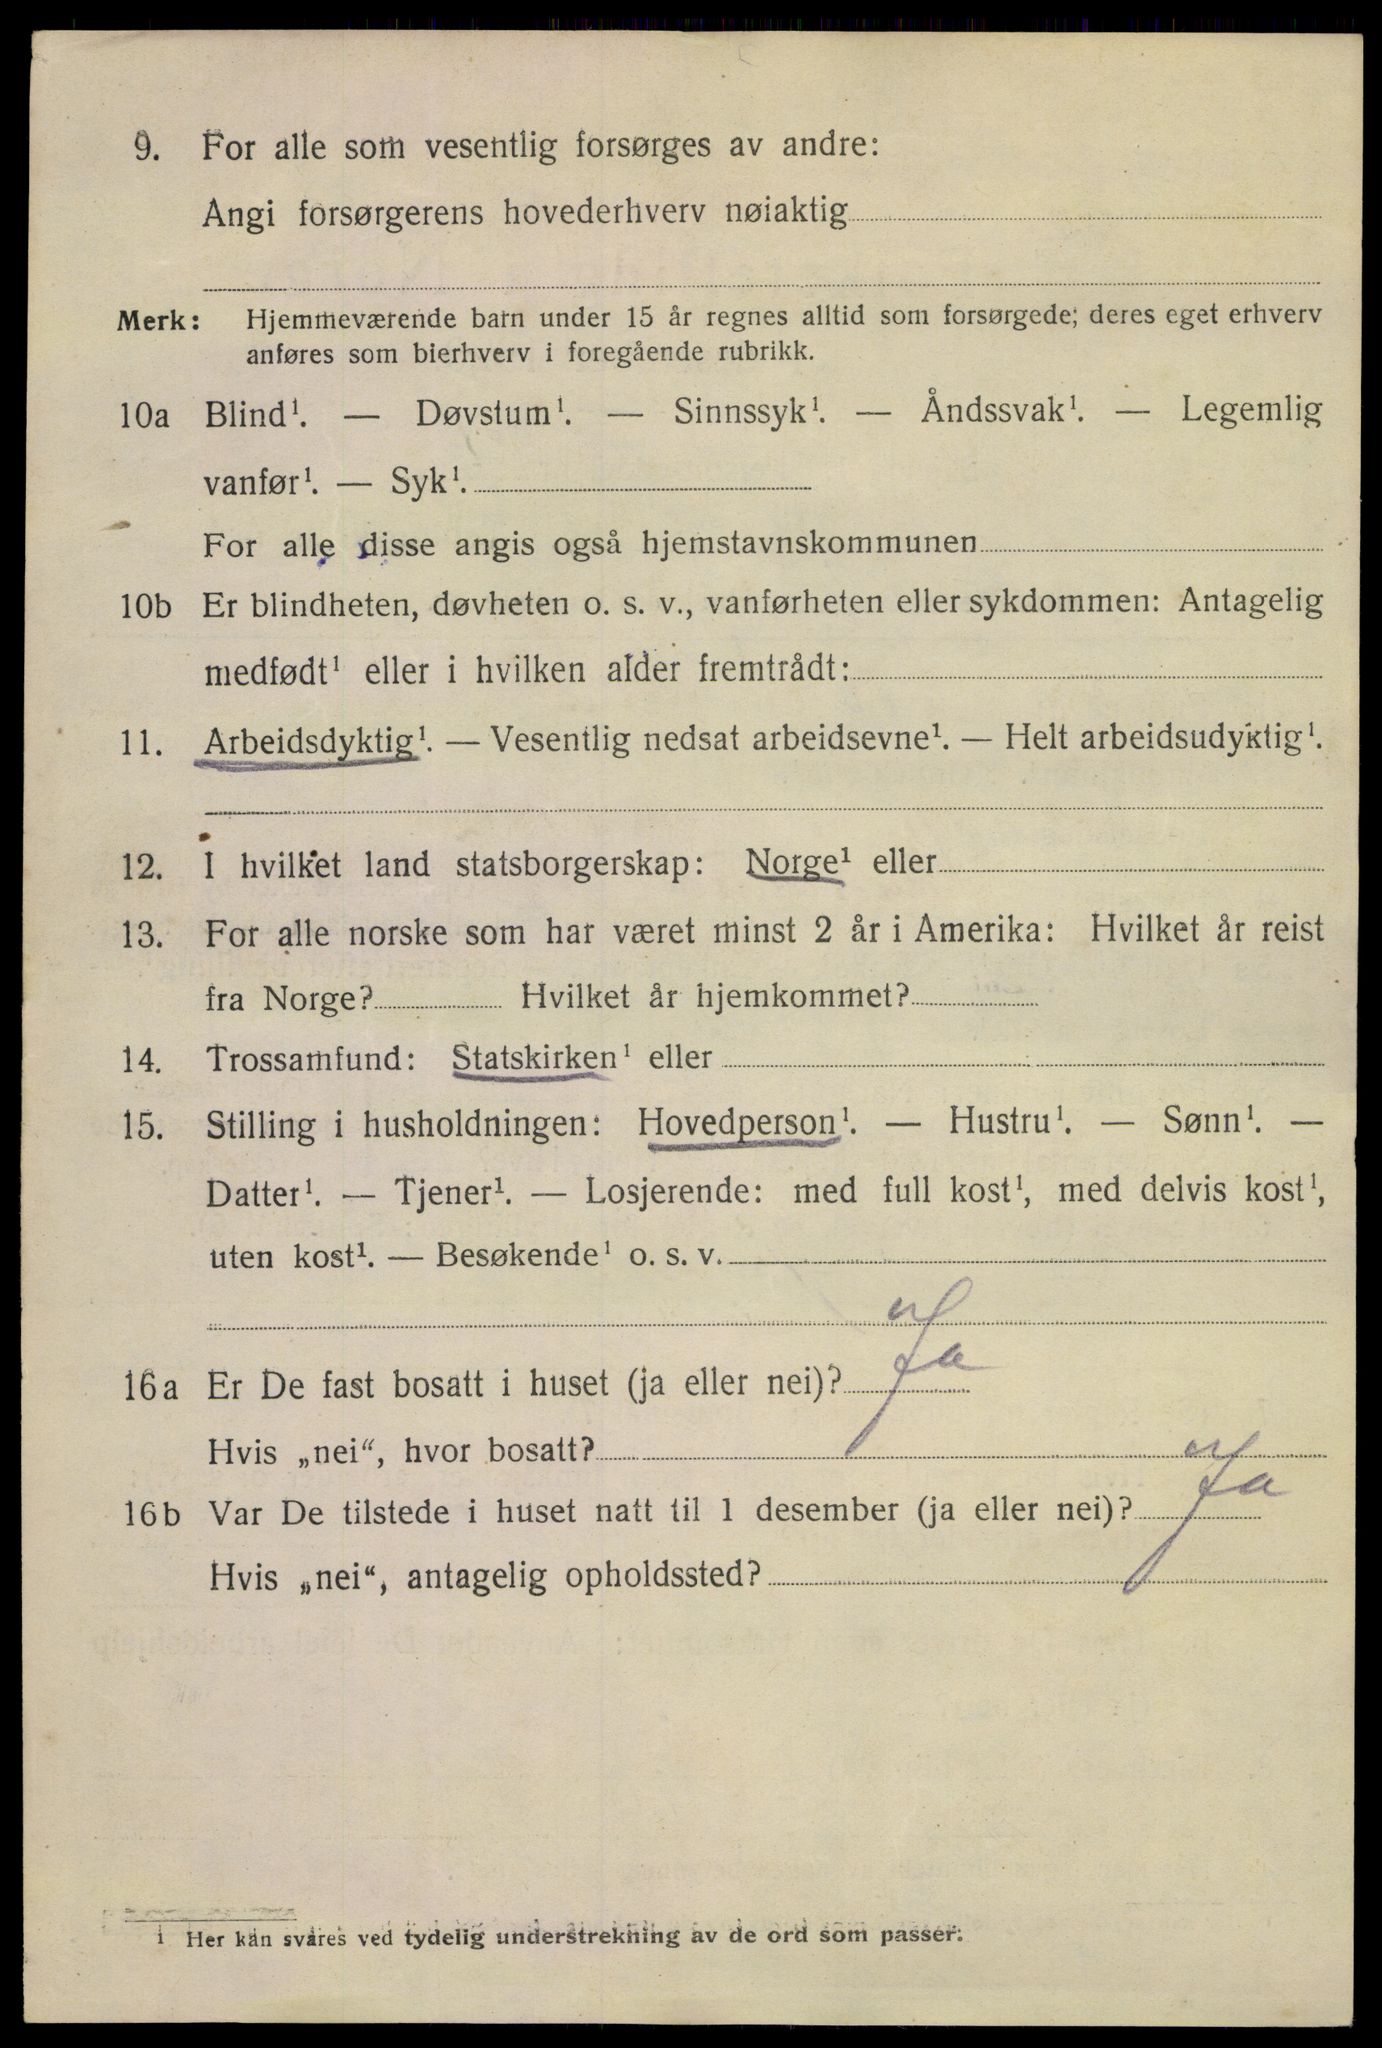 9. For alle som vesentlig forsørges av andre:
Angi forsørgerens hovederhverv nøiaktig
Merk: Hjemmeværende barn under 15 år regnes alltid som forsørgede; deres eget erhverv
anføres som bierhverv i foregående rubrikk.
10a Blind¹. — Døvstum¹. — Sinnssyk¹. — Åndssvak¹. — Legemlig
vanfør¹. — Syk¹.
For alle disse angis også hjemstavnskommunen
10b Er blindheten, døvheten o. s. v., vanførheten eller sykdommen: Antagelig
medfødt¹ eller i hvilken alder fremtrådt:
11. Arbeidsdyktig¹. — Vesentlig nedsat arbeidsevne¹. — Helt arbeidsudyktig¹.
12. I hvilket land statsborgerskap: Norge¹ eller
13. For alle norske som har været minst 2 år i Amerika: Hvilket år reist
fra Norge? Hvilket år hjemkommet?
14. Trossamfund: Statskirken¹ eller
15. Stilling i husholdningen: Hovedperson¹. — Hustru¹. — Sønn¹. —
Datter¹. — Tjener¹. — Losjerende: med full kost¹, med delvis kost¹,
uten kost¹. — Besøkende¹ o. s. v.
16a Er De fast bosatt i huset (ja eller nei)? Ja
Hvis „nei“, hvor bosatt?
16b Var De tilstede i huset natt til 1 desember (ja eller nei)? Ja
Hvis „nei“, antagelig opholdssted?
1 Her kan svares ved tydelig understrekning av de ord som passer.